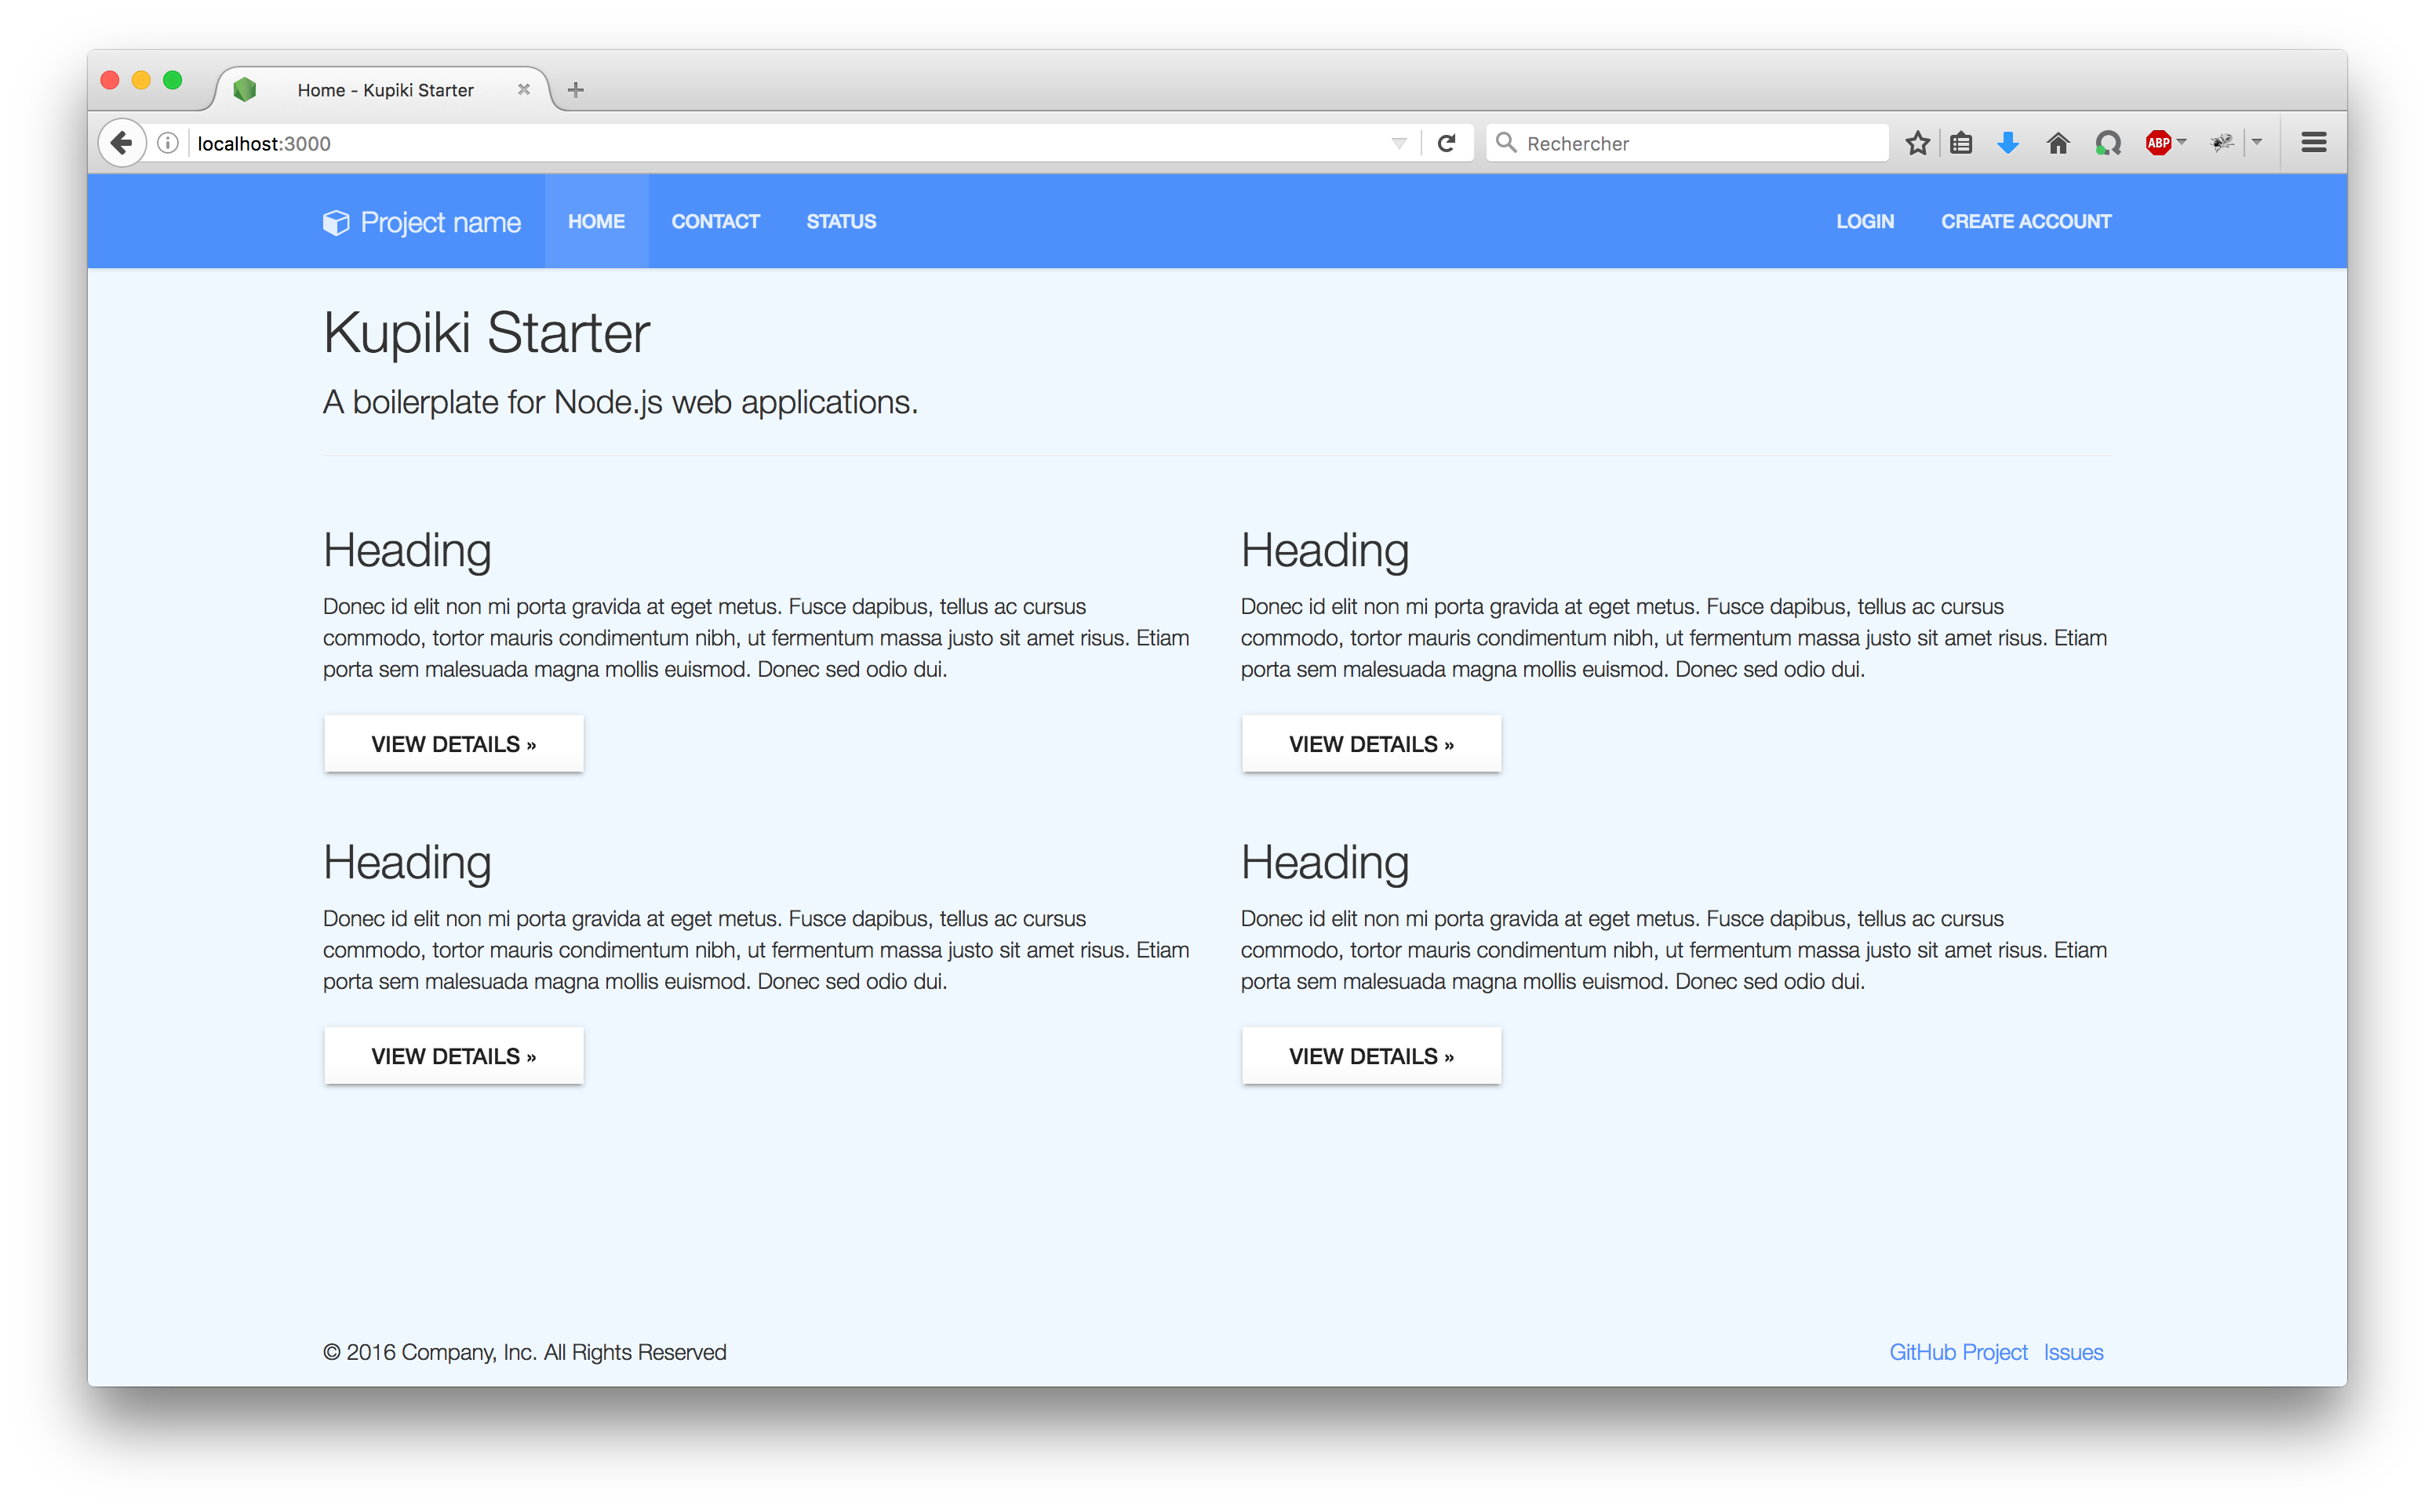 Home - Kupiki Starter
localhost:3000
Rechercher
ABP
Project name
HOME
CONTACT
STATUS
LOGIN
CREATE ACCOUNT
Kupiki Starter
A boilerplate for Node.js web applications.
Heading
Donec id elit non mi porta gravida at eget metus. Fusce dapibus, tellus ac cursus
commodo, tortor mauris condimentum nibh, ut fermentum massa justo sit amet risus. Etiam
porta sem malesuada magna mollis euismod. Donec sed odio dui.
VIEW DETAILS »
Heading
Donec id elit non mi porta gravida at eget metus. Fusce dapibus, tellus ac cursus
commodo, tortor mauris condimentum nibh, ut fermentum massa justo sit amet risus. Etiam
porta sem malesuada magna mollis euismod. Donec sed odio dui.
VIEW DETAILS »
Heading
Donec id elit non mi porta gravida at eget metus. Fusce dapibus, tellus ac cursus
commodo, tortor mauris condimentum nibh, ut fermentum massa justo sit amet risus. Etiam
porta sem malesuada magna mollis euismod. Donec sed odio dui.
VIEW DETAILS »
Heading
Donec id elit non mi porta gravida at eget metus. Fusce dapibus, tellus ac cursus
commodo, tortor mauris condimentum nibh, ut fermentum massa justo sit amet risus. Etiam
porta sem malesuada magna mollis euismod. Donec sed odio dui.
VIEW DETAILS »
© 2016 Company, Inc. All Rights Reserved
GitHub Project
Issues